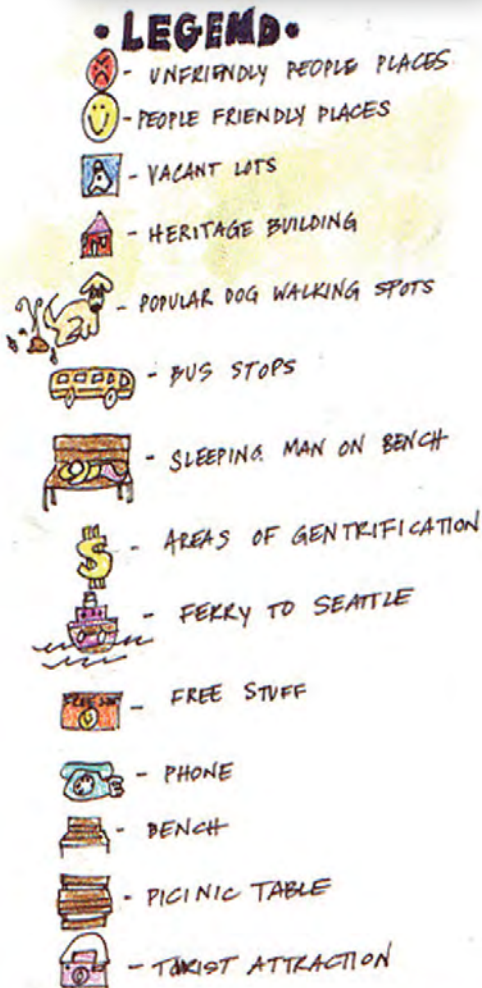 • LEGEND •
- UNFRIENDLY PEOPLE PLACES
- PEOPLE FRIENDLY PLACES
- VACANT LOTS
- HERITAGE BUILDING
- POPULAR DOG WALKING SPOTS
- BUS STOPS
- SLEEPING MAN ON BENCH
- AREAS OF GENTRIFICATION
- FERRY TO SEATTLE
- FREE STUFF
- PHONE
- BENCH
- PICINIC TABLE
- TOURIST ATTRACTION